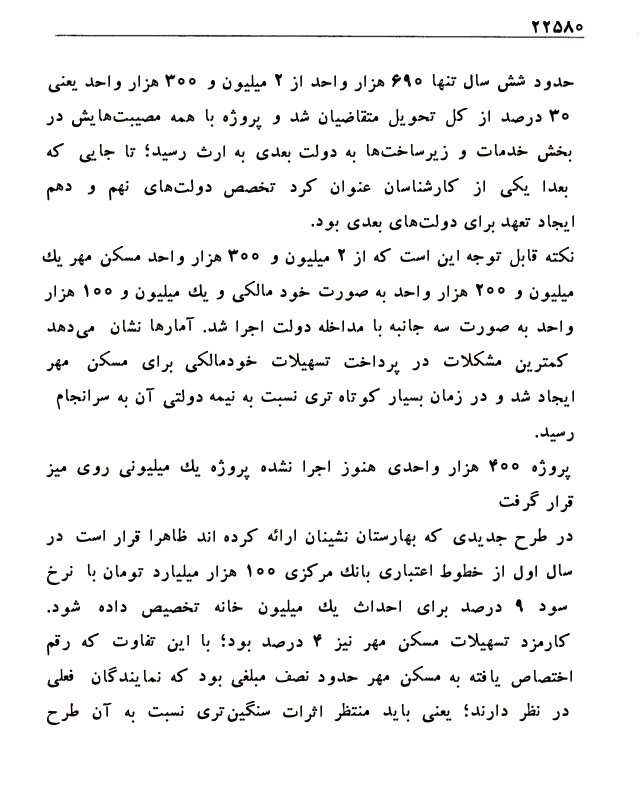 ۲۲۵۸۰
حدود شش سال تنها ۶۹۰ هزار واحد از ۲ میلیون و ۳۰۰ هزار واحد یعنی
۳۰ درصد از کل تحویل متقاضیان شد و پروژه با همه مصیبت‌هایش در
بخش خدمات و زیرساخت‌ها به دولت بعدی به ارث رسید؛ تا جایی که
بعدا یکی از کارشناسان عنوان کرد تخصص دولت‌های نهم و دهم
ایجاد تعهد برای دولت‌های بعدی بود.
نکته قابل توجه این است که از ۲ میلیون و ۳۰۰ هزار واحد مسکن مهر یك
میلیون و ۲۰۰ هزار واحد به صورت خود مالکی و یك میلیون و ۱۰۰ هزار
واحد به صورت سه جانبه با مداخله دولت اجرا شد. آمارها نشان می‌دهد
کمترین مشکلات در پرداخت تسهیلات خودمالکی برای مسکن مهر
ایجاد شد و در زمان بسیار کوتاه تری نسبت به نیمه دولتی آن به سرانجام
رسید.
پروژه ۴۰۰ هزار واحدی هنوز اجرا نشده پروژه یك میلیونی روی میز
قرار گرفت
در طرح جدیدی که بهارستان نشینان ارائه کرده اند ظاهرا قرار است در
سال اول از خطوط اعتباری بانك مرکزی ۱۰۰ هزار میلیارد تومان با نرخ
سود ۹ درصد برای احداث یك میلیون خانه تخصیص داده شود.
کارمزد تسهیلات مسکن مهر نیز ۴ درصد بود؛ با این تفاوت که رقم
اختصاص یافته به مسکن مهر حدود نصف مبلغی بود که نمایندگان فعلی
در نظر دارند؛ یعنی باید منتظر اثرات سنگین‌تری نسبت به آن طرح